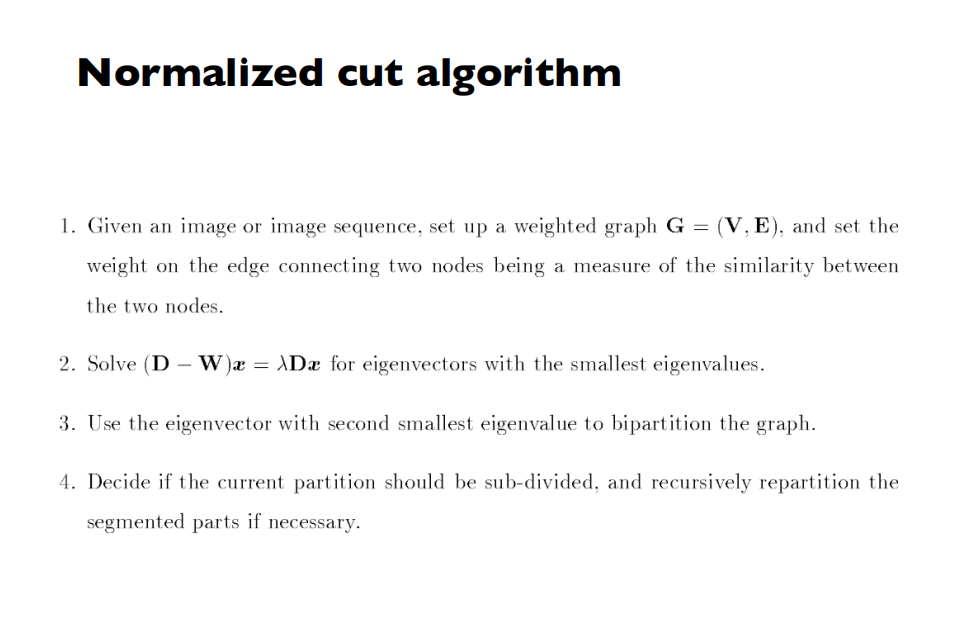 Normalized cut algorithm
1. Given an image or image sequence, set up a weighted graph G = (V, E), and set the
weight on the edge connecting two nodes being a measure of the similarity between
the two nodes.
2. Solve (D − W)x = λDx for eigenvectors with the smallest eigenvalues.
3. Use the eigenvector with second smallest eigenvalue to bipartition the graph.
4. Decide if the current partition should be sub-divided, and recursively repartition the
segmented parts if necessary.